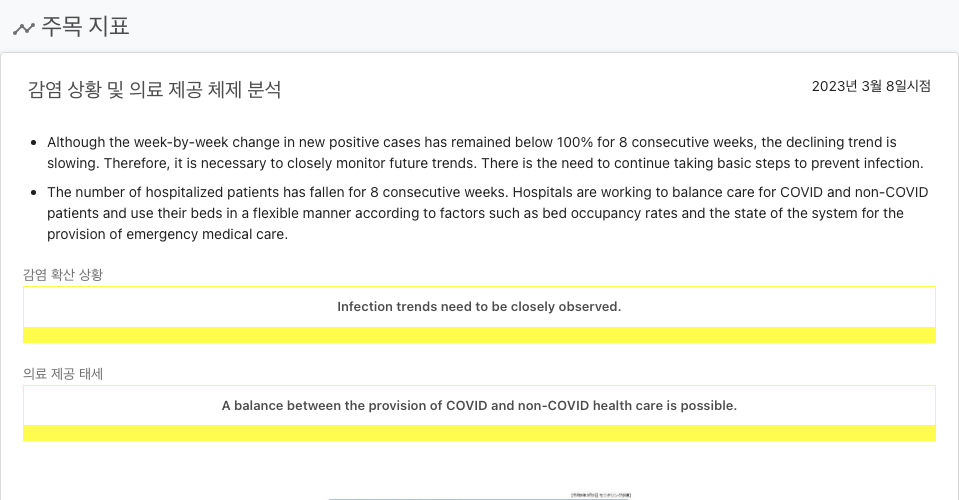 주목 지표
감염 상황 및 의료 제공 체제 분석
2023년 3월 8일시점
Although the week-by-week change in new positive cases has remained below 100% for 8 consecutive weeks, the declining trend is
slowing. Therefore, it is necessary to closely monitor future trends. There is the need to continue taking basic steps to prevent infection.
The number of hospitalized patients has fallen for 8 consecutive weeks. Hospitals are working to balance care for COVID and non-COVID
patients and use their beds in a flexible manner according to factors such as bed occupancy rates and the state of the system for the
provision of emergency medical care.
감염 확산 상황
Infection trends need to be closely observed.
의료 제공 태세
A balance between the provision of COVID and non-COVID health care is possible.